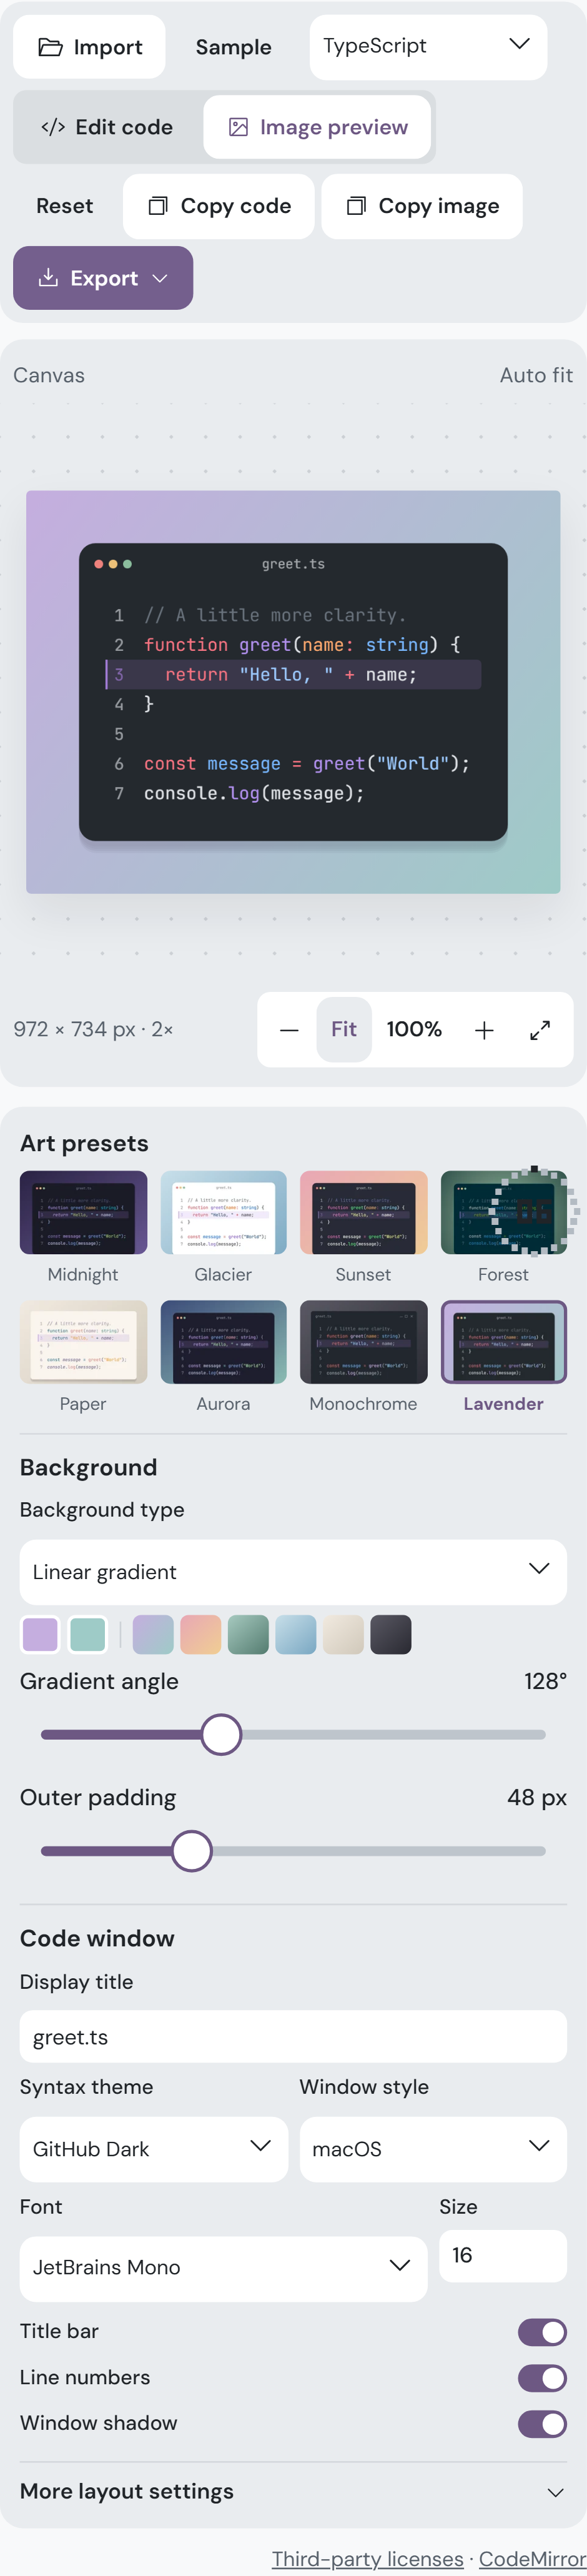 Import Sample TypeScript
</> Edit code Image preview
Reset Copy code Copy image
Export
Canvas Auto fit
greet.ts
1 // A little more clarity.
2 function greet(name: string) {
3 return "Hello, " + name;
4 }
5
6 const message = greet("World");
7 console.log(message);
972 × 734 px · 2× Fit 100%
Art presets
Midnight Glacier Sunset Forest
Paper Aurora Monochrome Lavender
Background
Background type
Linear gradient
Gradient angle 128°
Outer padding 48 px
Code window
Display title
greet.ts
Syntax theme Window style
GitHub Dark macOS
Font Size
JetBrains Mono 16
Title bar
Line numbers
Window shadow
More layout settings
Third-party licenses · CodeMirror